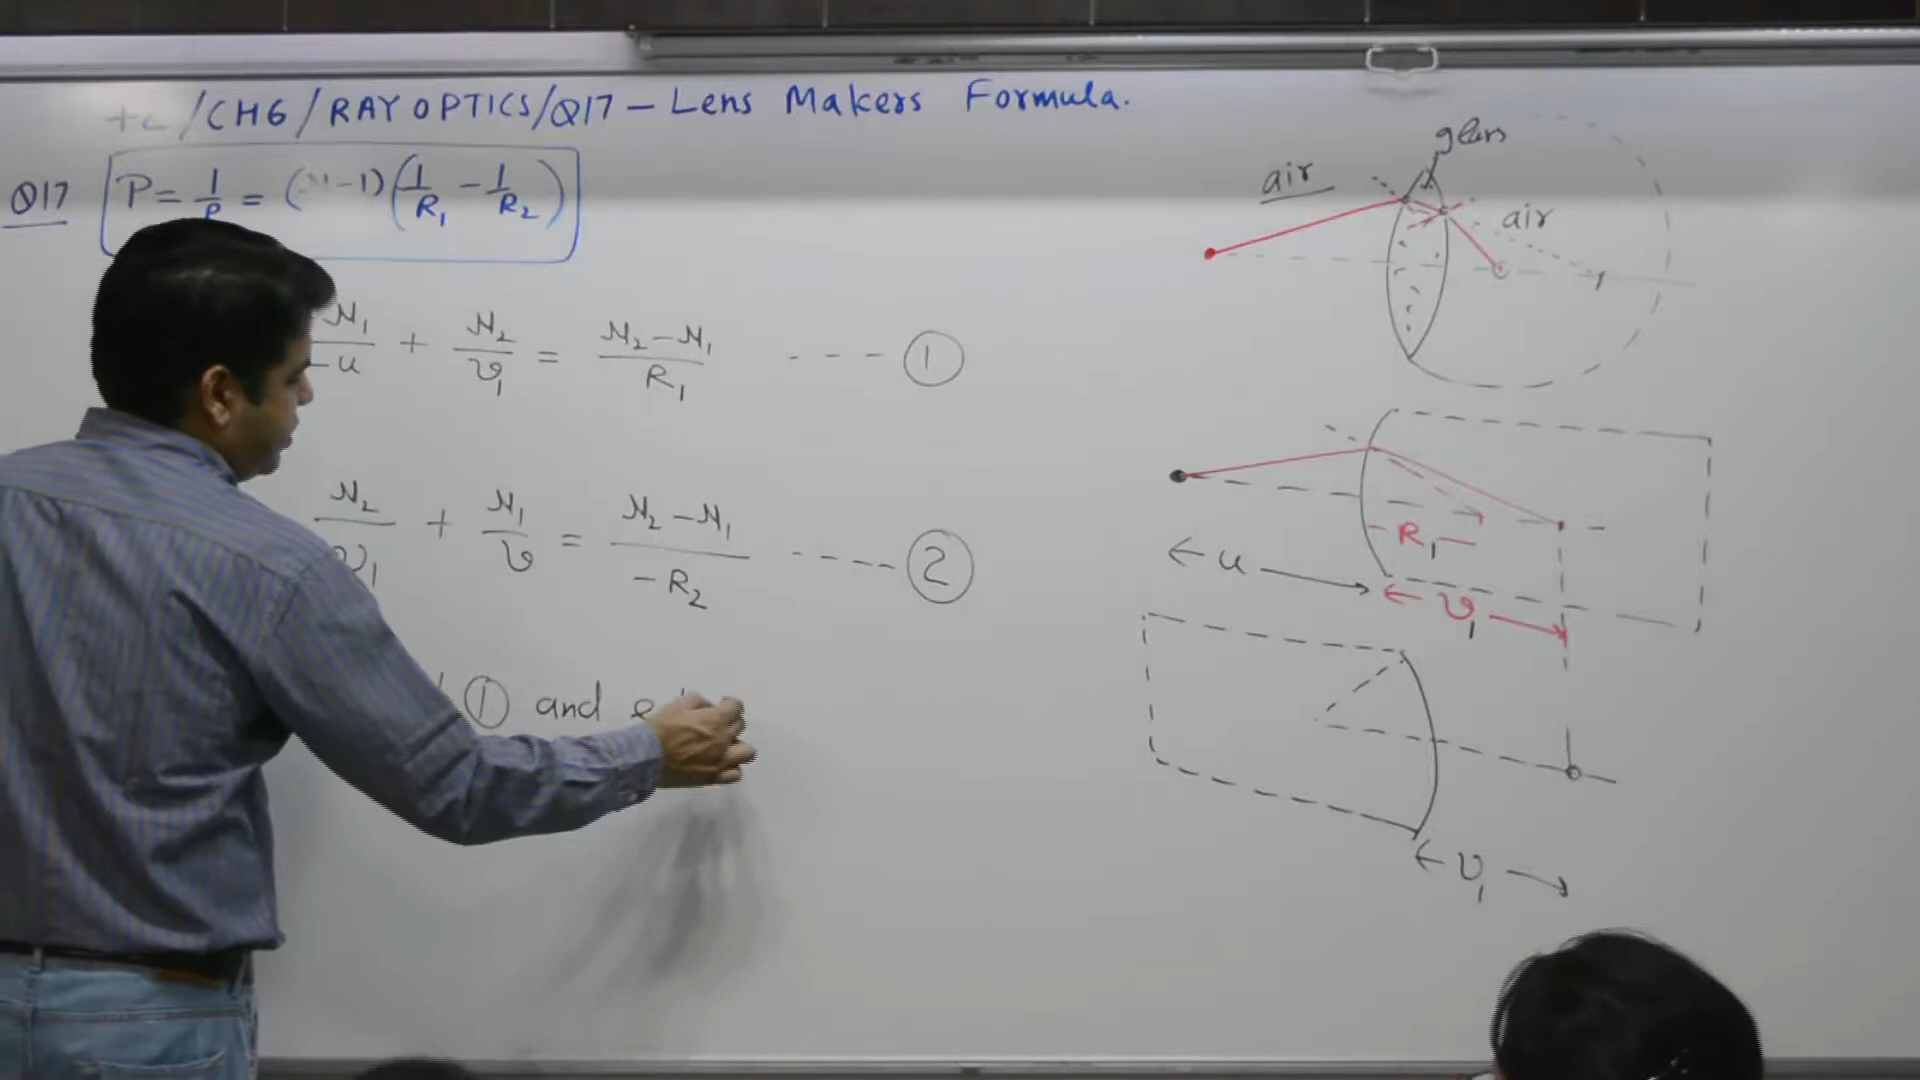 /CH6/RAY OPTICS/Q17 – Lens Makers Formula.
Q17 P = 1/ = ( -1)(1/R₁ - 1/R₂)
glass
air
air
μ₁/-u + μ₂/v₁ = μ₂-μ₁/R₁ ---- ①
R₁
u
v₁
μ₂/v₁ + μ₁/v = μ₂-μ₁/-R₂ ----- ②
① and
v₁